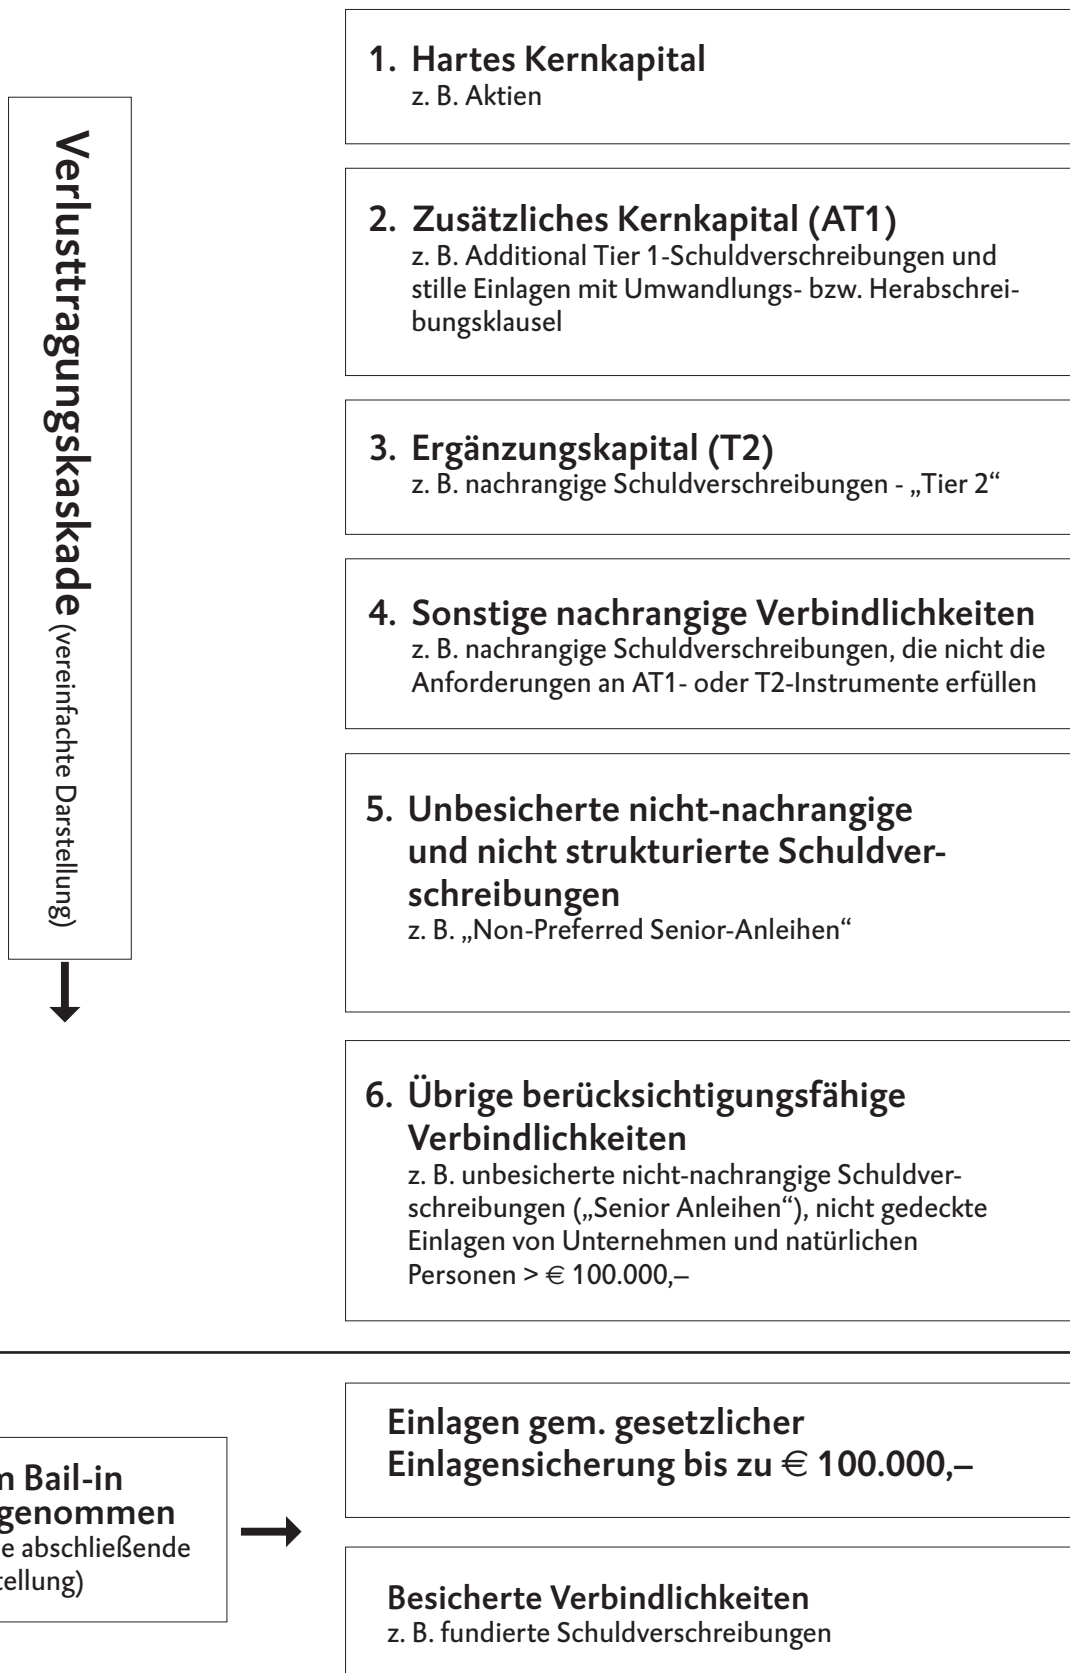 Verlusttragungskaskade (vereinfachte Darstellung)
1. Hartes Kernkapital
z. B. Aktien
2. Zusätzliches Kernkapital (AT1)
z. B. Additional Tier 1-Schuldverschreibungen und
stille Einlagen mit Umwandlungs- bzw. Herabschrei-
bungsklausel
3. Ergänzungskapital (T2)
z. B. nachrangige Schuldverschreibungen - „Tier 2“
4. Sonstige nachrangige Verbindlichkeiten
z. B. nachrangige Schuldverschreibungen, die nicht die
Anforderungen an AT1- oder T2-Instrumente erfüllen
5. Unbesicherte nicht-nachrangige
und nicht strukturierte Schuldver-
schreibungen
z. B. „Non-Preferred Senior-Anleihen“
6. Übrige berücksichtigungsfähige
Verbindlichkeiten
z. B. unbesicherte nicht-nachrangige Schuldver-
schreibungen („Senior Anleihen“), nicht gedeckte
Einlagen von Unternehmen und natürlichen
Personen > € 100.000,–
Bail-in
genommen
abschließende
tellung)
Einlagen gem. gesetzlicher
Einlagensicherung bis zu € 100.000,–
Besicherte Verbindlichkeiten
z. B. fundierte Schuldverschreibungen